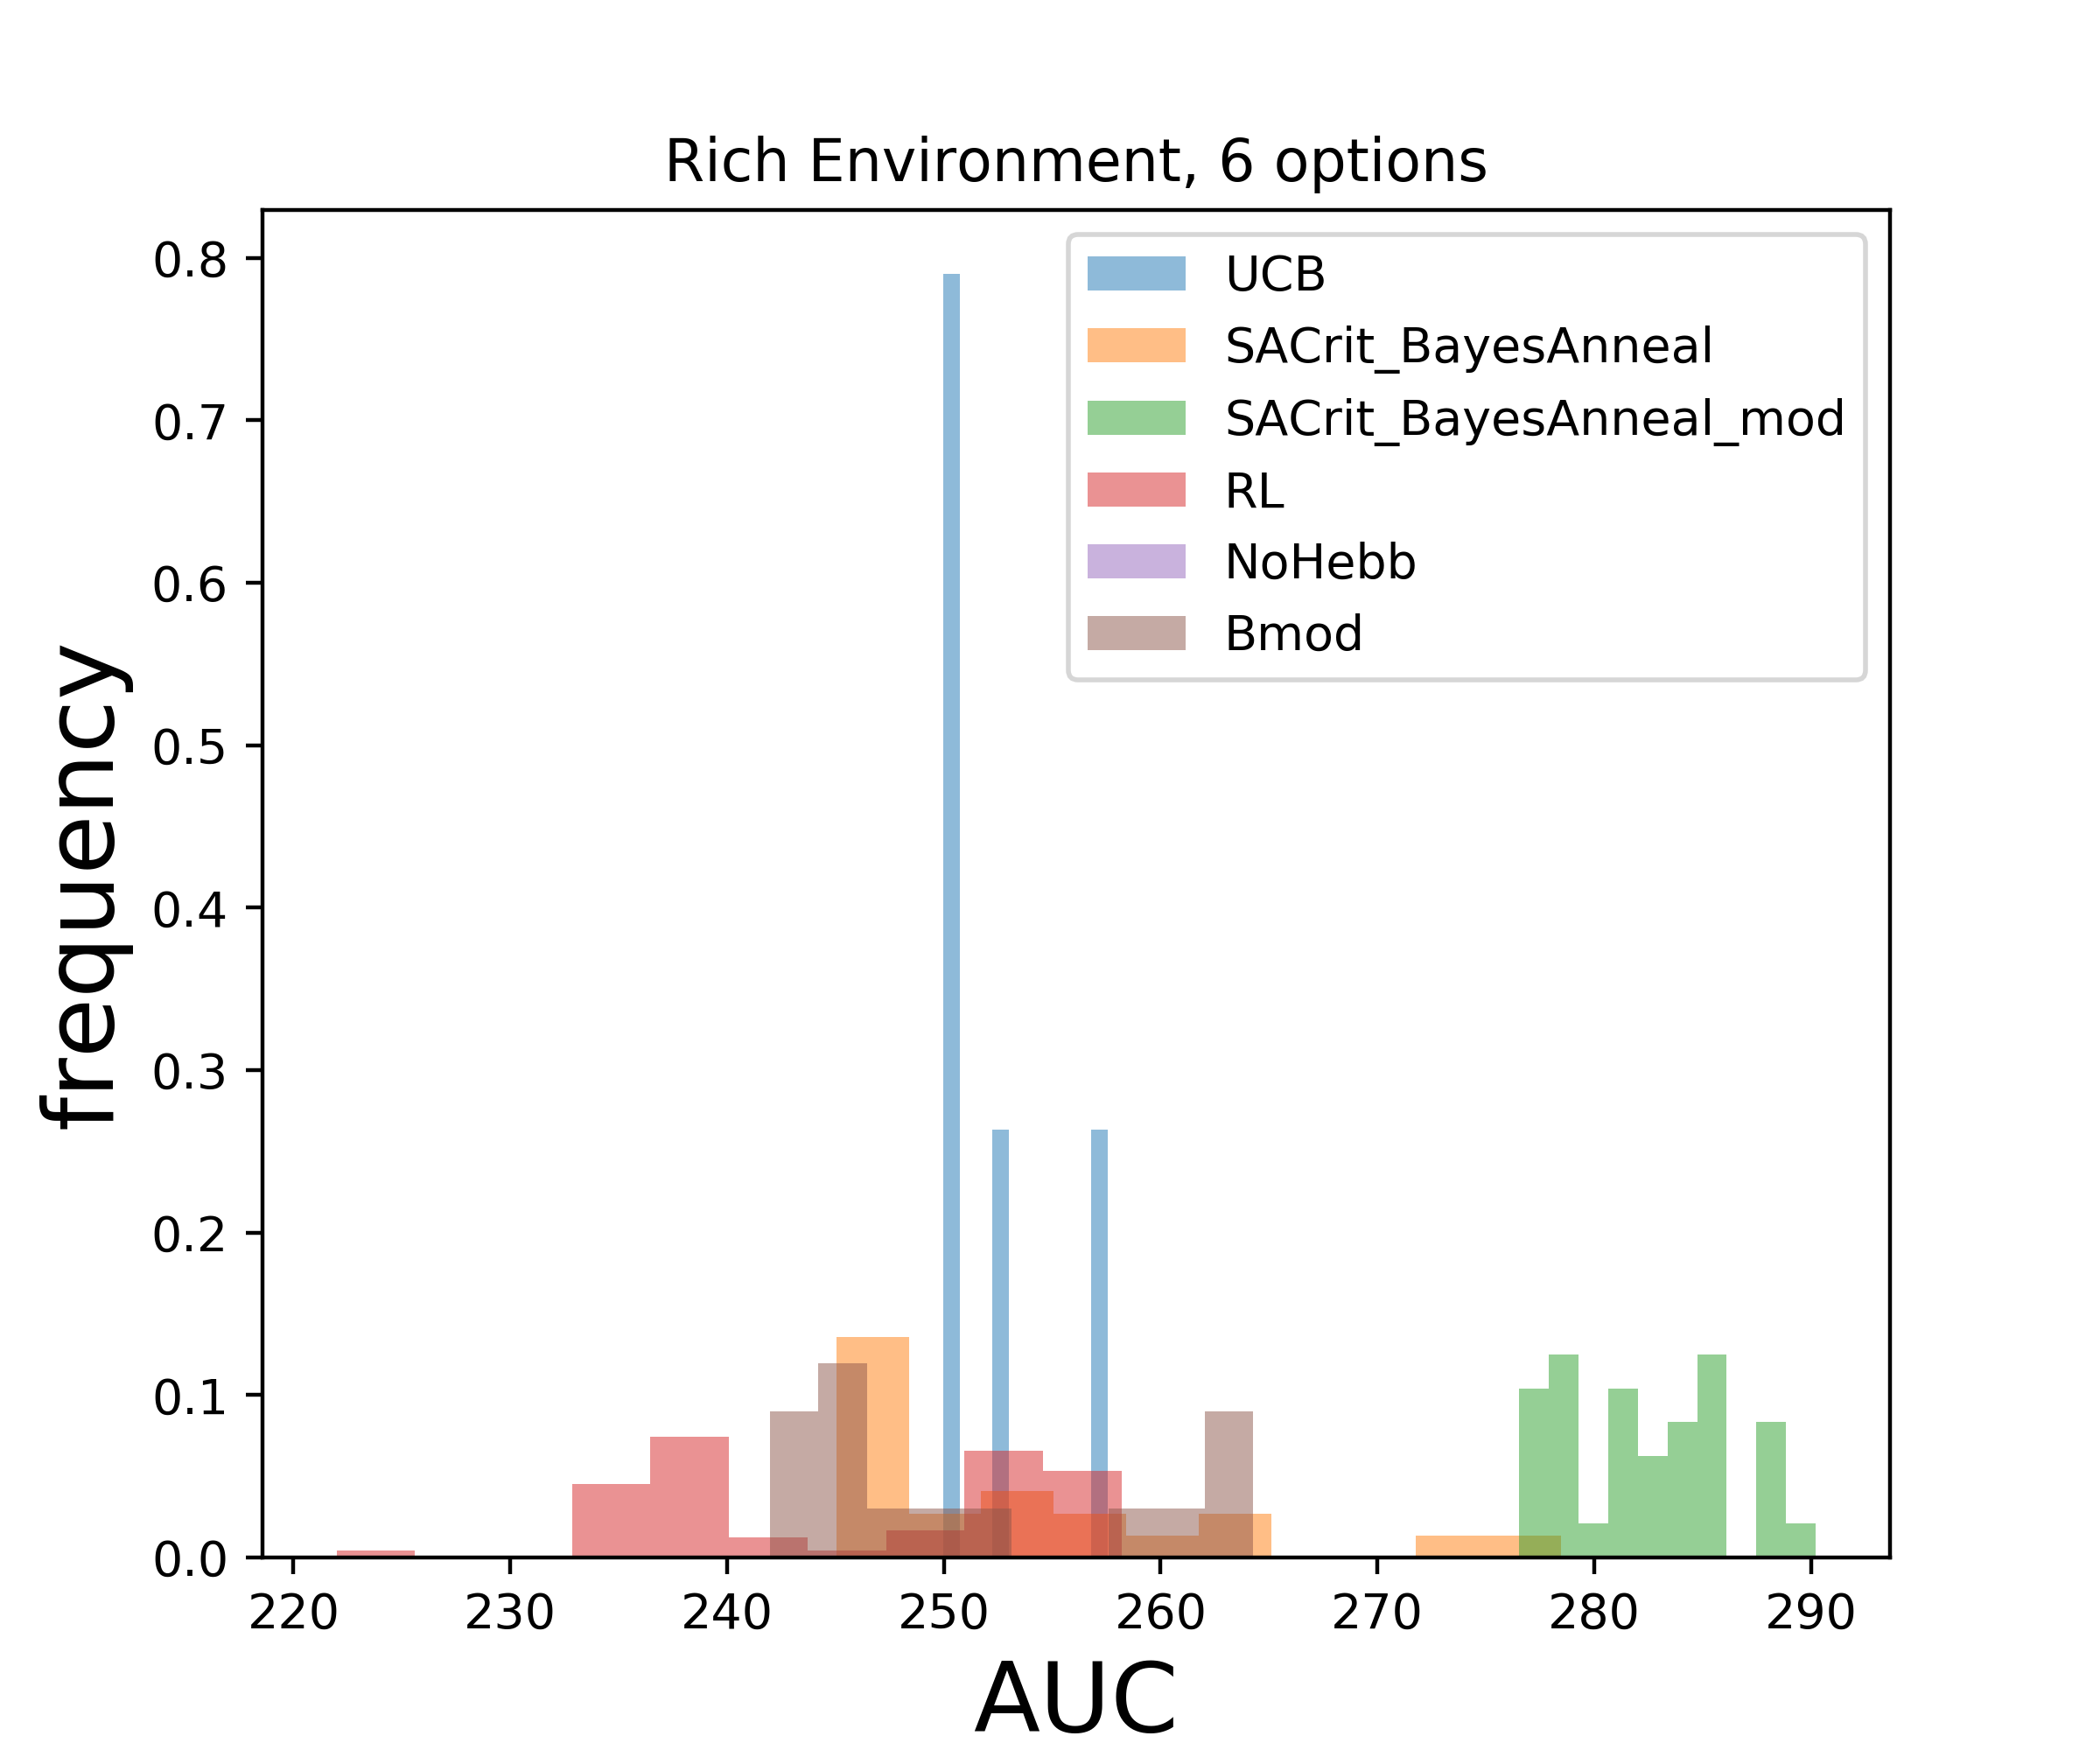 Rich Environment, 6 options
UCB
SACrit_BayesAnneal
SACrit_BayesAnneal_mod
RL
NoHebb
Bmod
frequency
0.8
0.7
0.6
0.5
0.4
0.3
0.2
0.1
0.0
220 230 240 250 260 270 280 290
AUC